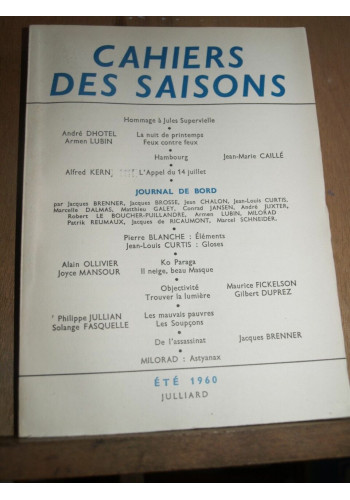 CAHIERS
DES SAISONS
Hommage à Jules Supervielle
André DHOTEL La nuit de printemps
Armen LUBIN Feux contre feux
Hambourg Jean-Marie CAILLÉ
Alfred KERN L'Appel du 14 juillet
JOURNAL DE BORD
par Jacques BRENNER, Jacques BROSSE, Jean CHALON, Jean-Louis CURTIS,
Marcelle DALMAS, Matthieu GALEY, Conrad JANSEN, André JUXTER,
Robert LE BOUCHER-PUILLANDRE, Armen LUBIN, MILORAD
Patrik REUMAUX, Jacques de RICAUMONT, Marcel SCHNEIDER,
Pierre BLANCHE : Éléments
Jean-Louis CURTIS : Gloses
Alain OLLIVIER Ko Paraga
Joyce MANSOUR Il neige, beau Masque
Objectivité Maurice FICKELSON
Trouver la lumière Gilbert DUPREZ
Philippe JULLIAN Les mauvais pauvres
Solange FASQUELLE Les Soupçons
De l'assassinat Jacques BRENNER
MILORAD : Astyanax
ÉTÉ 1960
JULLIARD